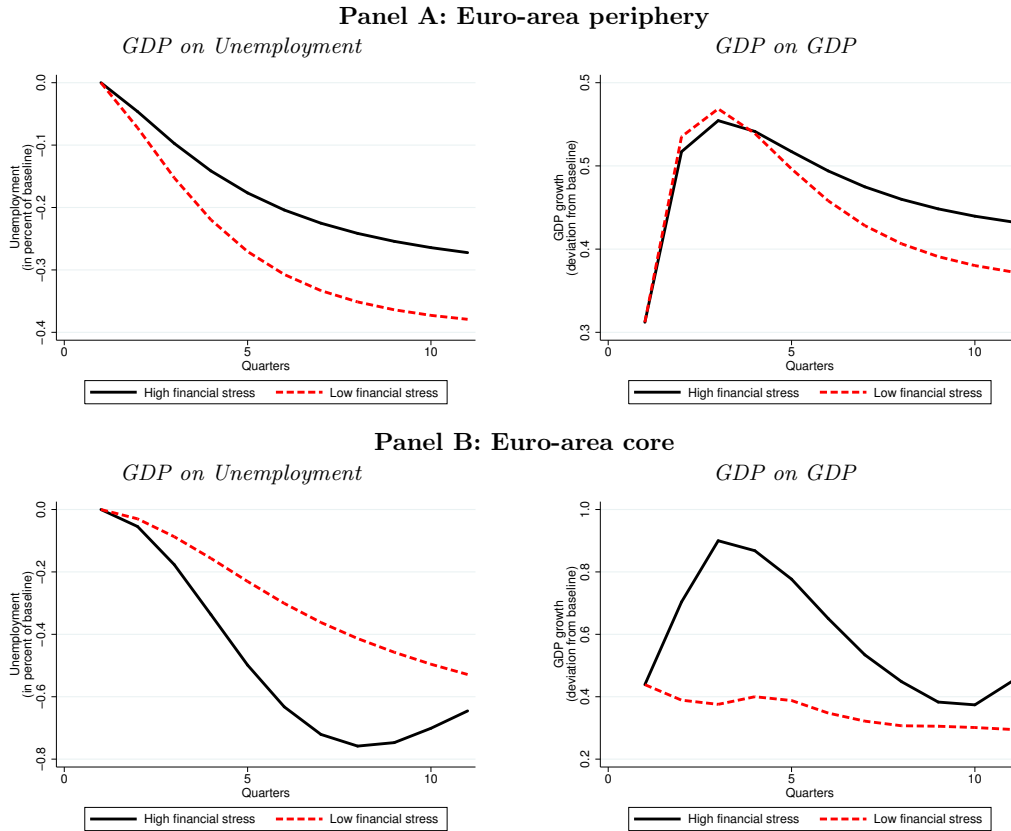 Panel A: Euro-area periphery
GDP on Unemployment
GDP on GDP
Unemployment
(in percent of baseline)
0.0
−0.1
−0.2
−0.3
−0.4
0
5
10
Quarters
High financial stress
Low financial stress
GDP growth
(deviation from baseline)
0.5
0.5
0.4
0.3
0
5
10
Quarters
High financial stress
Low financial stress
Panel B: Euro-area core
GDP on Unemployment
GDP on GDP
Unemployment
(in percent of baseline)
0.0
−0.2
−0.4
−0.6
−0.8
0
5
10
Quarters
High financial stress
Low financial stress
GDP growth
(deviation from baseline)
1.0
0.8
0.6
0.4
0.2
0
5
10
Quarters
High financial stress
Low financial stress